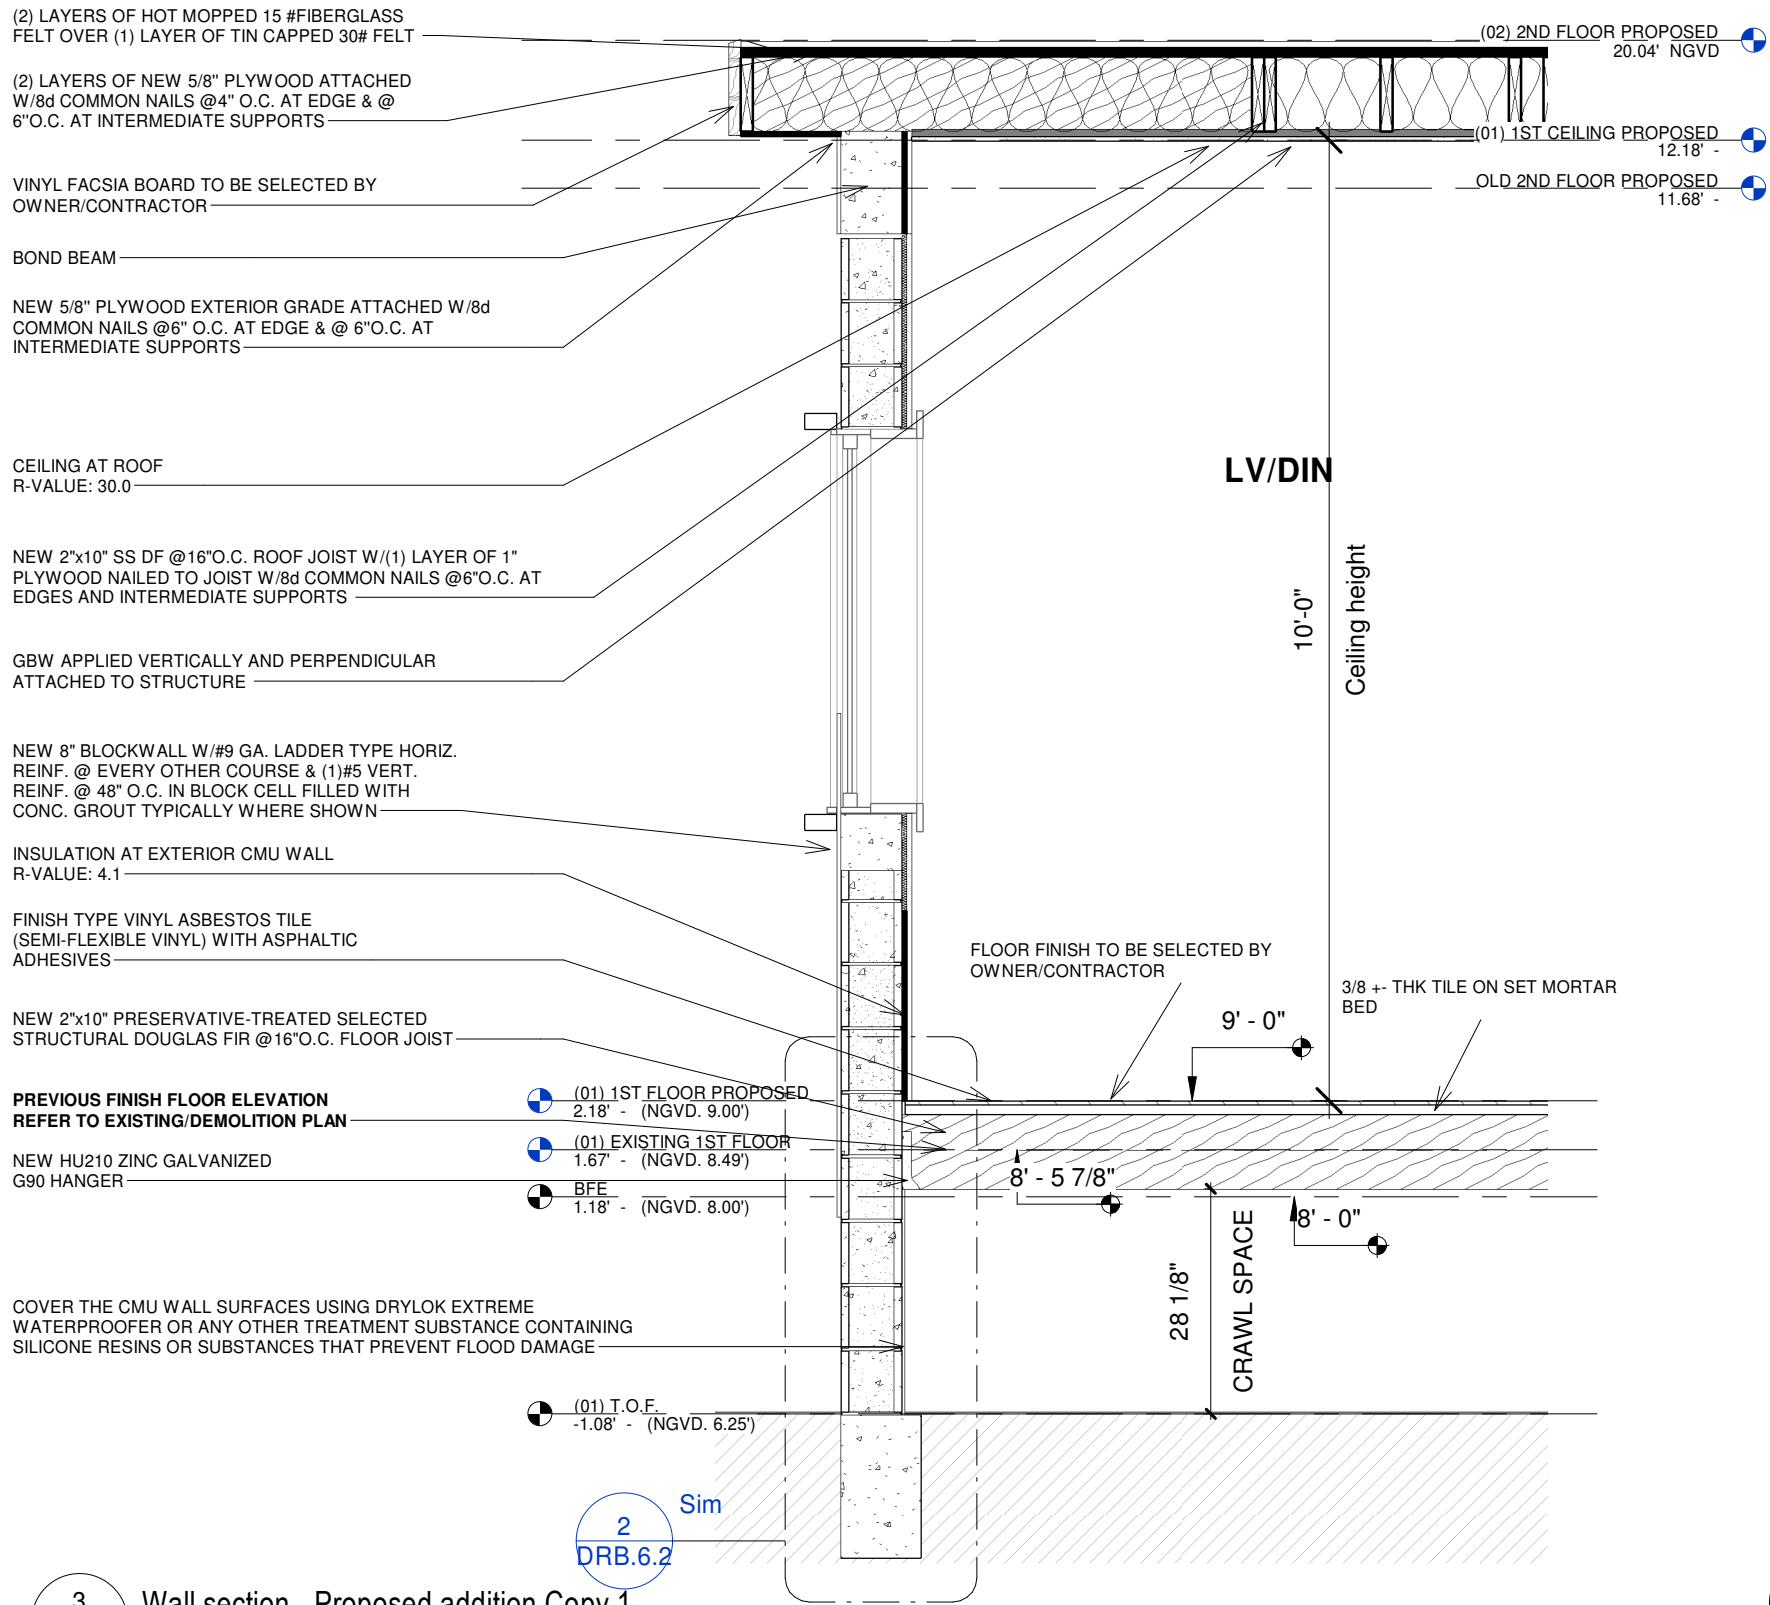 (2) LAYERS OF HOT MOPPED 15 #FIBERGLASS
FELT OVER (1) LAYER OF TIN CAPPED 30# FELT
(2) LAYERS OF NEW 5/8" PLYWOOD ATTACHED
W/8d COMMON NAILS @4" O.C. AT EDGE & @
6"O.C. AT INTERMEDIATE SUPPORTS
VINYL FACSIA BOARD TO BE SELECTED BY
OWNER/CONTRACTOR
BOND BEAM
NEW 5/8" PLYWOOD EXTERIOR GRADE ATTACHED W/8d
COMMON NAILS @6" O.C. AT EDGE & @ 6"O.C. AT
INTERMEDIATE SUPPORTS
CEILING AT ROOF
R-VALUE: 30.0
NEW 2"x10" SS DF @16"O.C. ROOF JOIST W/(1) LAYER OF 1"
PLYWOOD NAILED TO JOIST W/8d COMMON NAILS @6"O.C. AT
EDGES AND INTERMEDIATE SUPPORTS
GBW APPLIED VERTICALLY AND PERPENDICULAR
ATTACHED TO STRUCTURE
NEW 8" BLOCKWALL W/#9 GA. LADDER TYPE HORIZ.
REINF. @ EVERY OTHER COURSE & (1)#5 VERT.
REINF. @ 48" O.C. IN BLOCK CELL FILLED WITH
CONC. GROUT TYPICALLY WHERE SHOWN
INSULATION AT EXTERIOR CMU WALL
R-VALUE: 4.1
FINISH TYPE VINYL ASBESTOS TILE
(SEMI-FLEXIBLE VINYL) WITH ASPHALTIC
ADHESIVES
NEW 2"x10" PRESERVATIVE-TREATED SELECTED
STRUCTURAL DOUGLAS FIR @16"O.C. FLOOR JOIST
PREVIOUS FINISH FLOOR ELEVATION
REFER TO EXISTING/DEMOLITION PLAN
NEW HU210 ZINC GALVANIZED
G90 HANGER
COVER THE CMU WALL SURFACES USING DRYLOK EXTREME
WATERPROOFER OR ANY OTHER TREATMENT SUBSTANCE CONTAINING
SILICONE RESINS OR SUBSTANCES THAT PREVENT FLOOD DAMAGE
(02) 2ND FLOOR PROPOSED
20.04' NGVD
(01) 1ST CEILING PROPOSED
12.18' -
OLD 2ND FLOOR PROPOSED
11.68' -
LV/DIN
10'-0"
Ceiling height
FLOOR FINISH TO BE SELECTED BY
OWNER/CONTRACTOR
3/8 +- THK TILE ON SET MORTAR
BED
9' - 0"
(01) 1ST FLOOR PROPOSED
2.18' - (NGVD. 9.00')
(01) EXISTING 1ST FLOOR
1.67' - (NGVD. 8.49')
BFE
1.18' - (NGVD. 8.00')
8' - 5 7/8"
8' - 0"
28 1/8"
CRAWL SPACE
(01) T.O.F.
-1.08' - (NGVD. 6.25')
Sim
2
DRB.6.2
3
Wall section - Proposed addition Copy 1